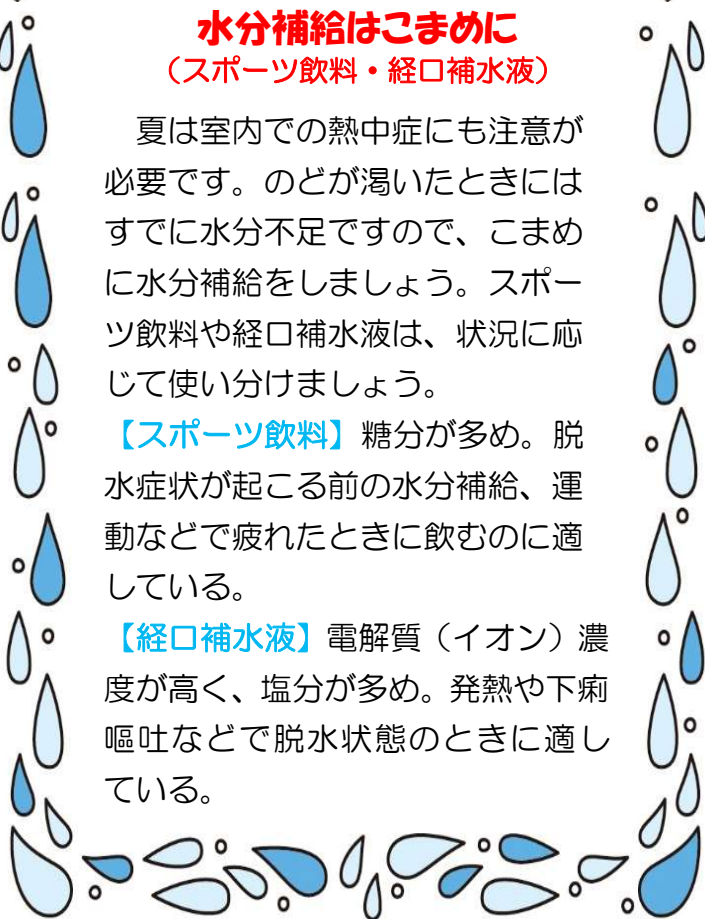 水分補給はこまめに
（スポーツ飲料・経口補水液）
　夏は室内での熱中症にも注意が
必要です。のどが渇いたときには
すでに水分不足ですので、こまめ
に水分補給をしましょう。スポー
ツ飲料や経口補水液は、状況に応
じて使い分けましょう。
【スポーツ飲料】糖分が多め。脱
水症状が起こる前の水分補給、運
動などで疲れたときに飲むのに適
している。
【経口補水液】電解質（イオン）濃
度が高く、塩分が多め。発熱や下痢
嘔吐などで脱水状態のときに適し
ている。